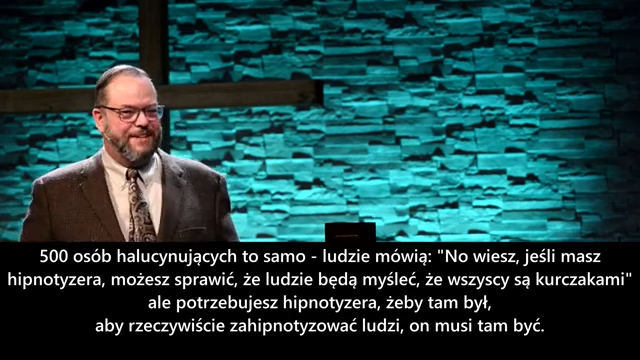 500 osób halucynujących to samo - ludzie mówią: "No wiesz, jeśli masz
hipnotyzera, możesz sprawić, że ludzie będą myśleć, że wszyscy są kurczakami"
ale potrzebujesz hipnotyzera, żeby tam był,
aby rzeczywiście zahipnotyzować ludzi, on musi tam być.